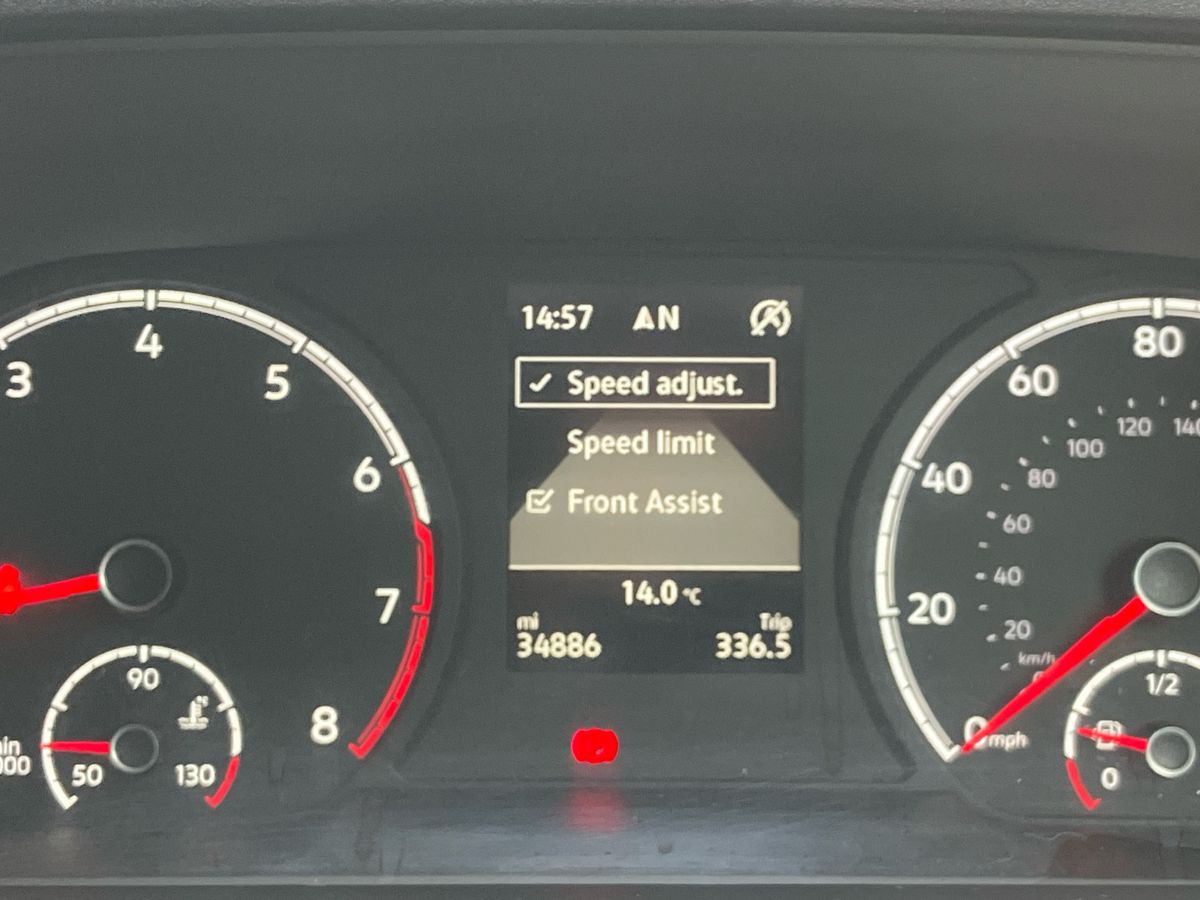 14:57 N
Speed adjust.
Speed limit
Front Assist
14.0 °C
mi Trip
34886 336.5
3 4 5 6 7 8
50 90 130
0 20 40 60 80
mph
20 40 60 80 100 120
km/h
0 1/2